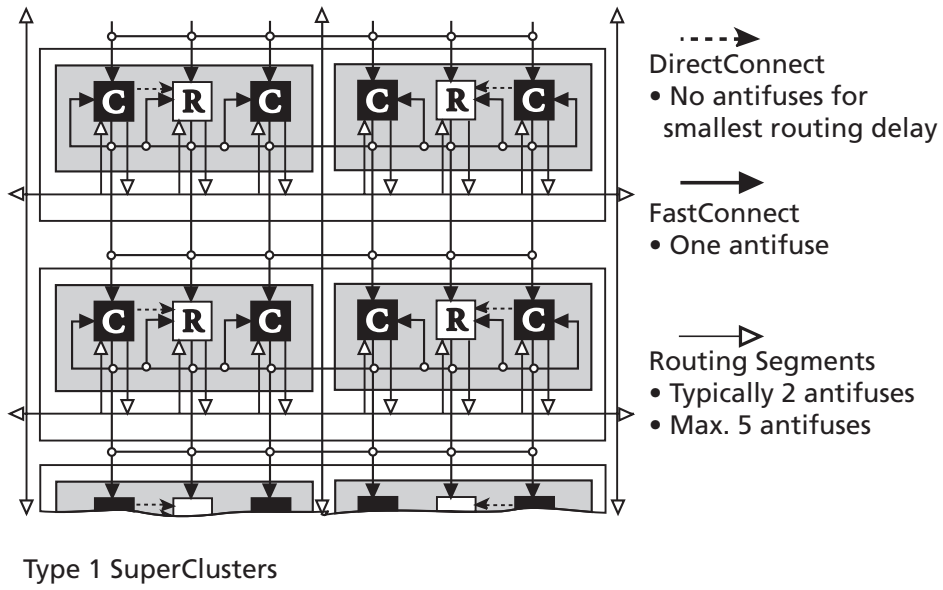 C R C C R C
C R C C R C
DirectConnect
• No antifuses for
smallest routing delay
FastConnect
• One antifuse
Routing Segments
• Typically 2 antifuses
• Max. 5 antifuses
Type 1 SuperClusters